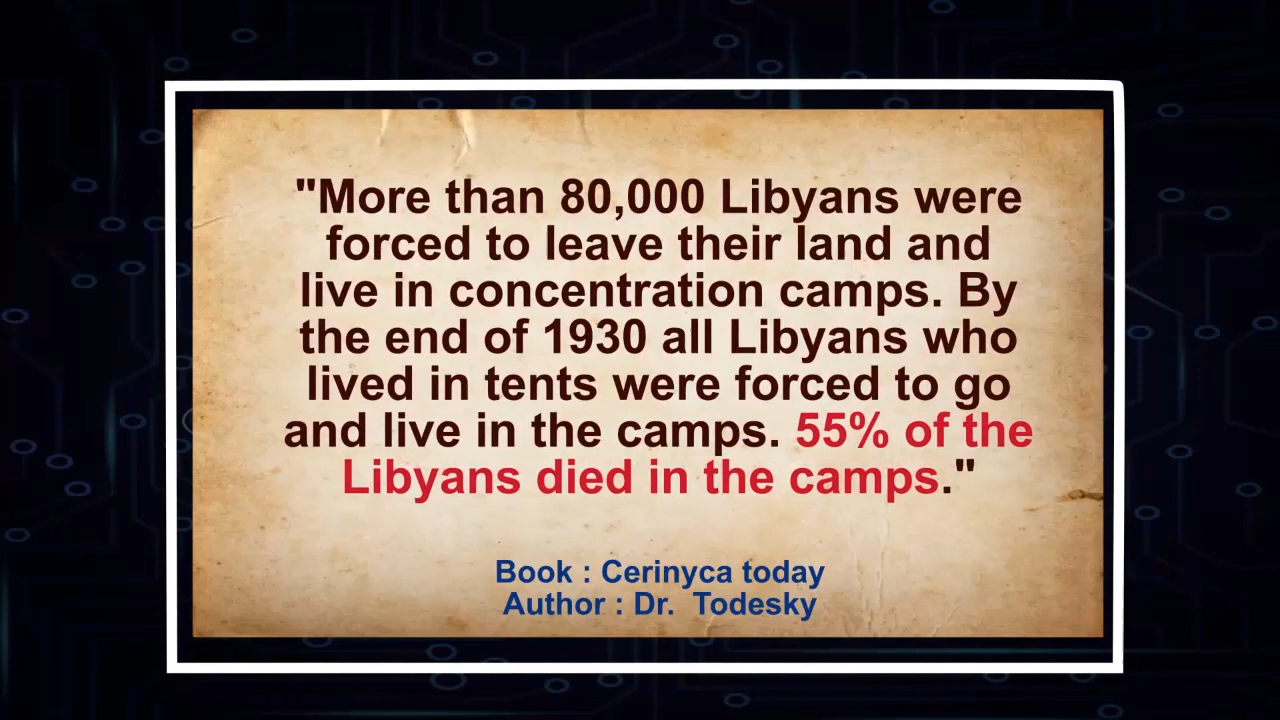 "More than 80,000 Libyans were
forced to leave their land and
live in concentration camps. By
the end of 1930 all Libyans who
lived in tents were forced to go
and live in the camps. 55% of the
Libyans died in the camps."
Book : Cerinyca today
Author : Dr.  Todesky